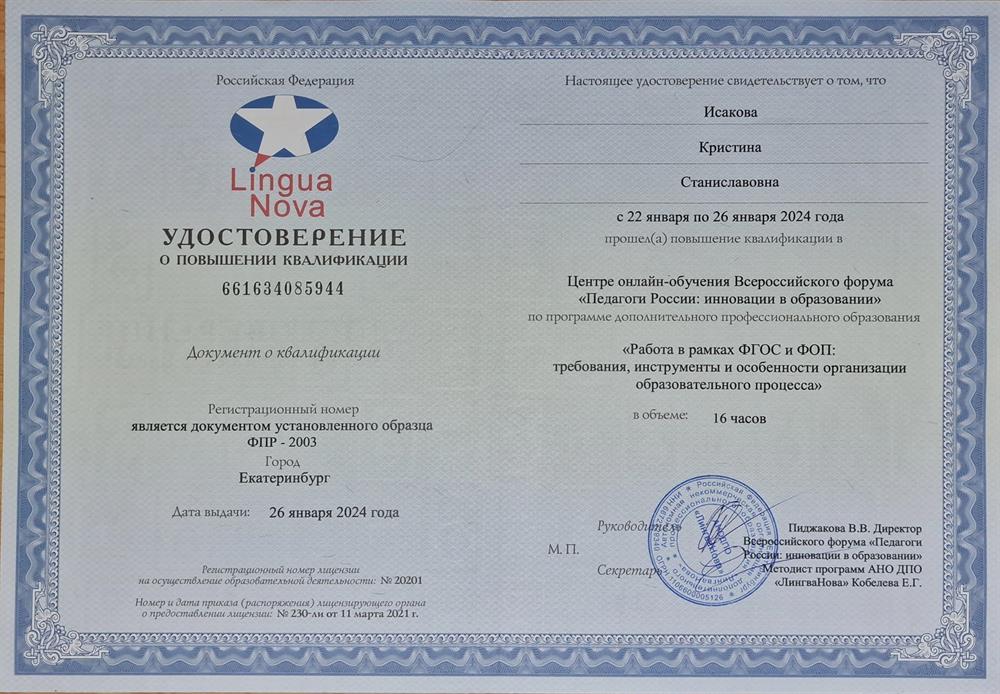 Российская Федерация
Lingua
Nova
УДОСТОВЕРЕНИЕ
О ПОВЫШЕНИИ КВАЛИФИКАЦИИ
661634085944
Документ о квалификации
Регистрационный номер
является документом установленного образца
ФПР - 2003
Город
Екатеринбург
Дата выдачи: 26 января 2024 года
Регистрационный номер лицензии
на осуществление образовательной деятельности: № 20201
Номер и дата приказа (распоряжения) лицензирующего органа
о предоставлении лицензии: № 230-ли от 11 марта 2021 г.
Настоящее удостоверение свидетельствует о том, что
Исакова
Кристина
Станиславовна
с 22 января по 26 января 2024 года
прошел(а) повышение квалификации в
Центре онлайн-обучения Всероссийского форума
«Педагоги России: инновации в образовании»
по программе дополнительного профессионального образования
«Работа в рамках ФГОС и ФОП:
требования, инструменты и особенности организации
образовательного процесса»
в объеме: 16 часов
М. П.
Руководитель
Секретарь
Пиджакова В.В. Директор
Всероссийского форума «Педагоги
России: инновации в образовании»
Методист программ АНО ДПО
«ЛингваНова» Кобелева Е.Г.